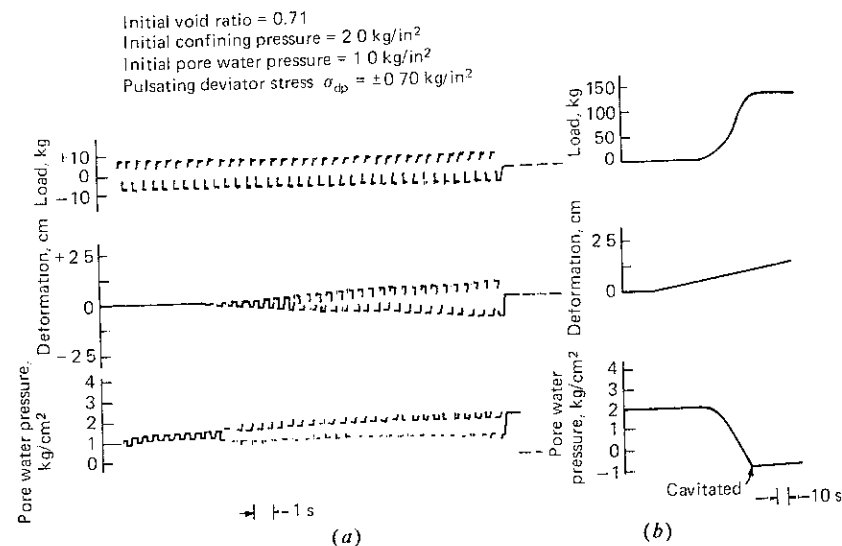 Initial void ratio = 0.71
Initial confining pressure = 2 0 kg/in²
Initial pore water pressure = 1 0 kg/in²
Pulsating deviator stress σdp = ±0 70 kg/in²
Load, kg
+10
0
−10
Deformation, cm
+2 5
0
−2 5
Pore water pressure, kg/cm²
4
3
2
1
0
1 s
(a)
Load, kg
150
100
50
0
Deformation, cm
2 5
0
Pore water pressure, kg/cm²
4
3
2
1
0
−1
Cavitated
10 s
(b)